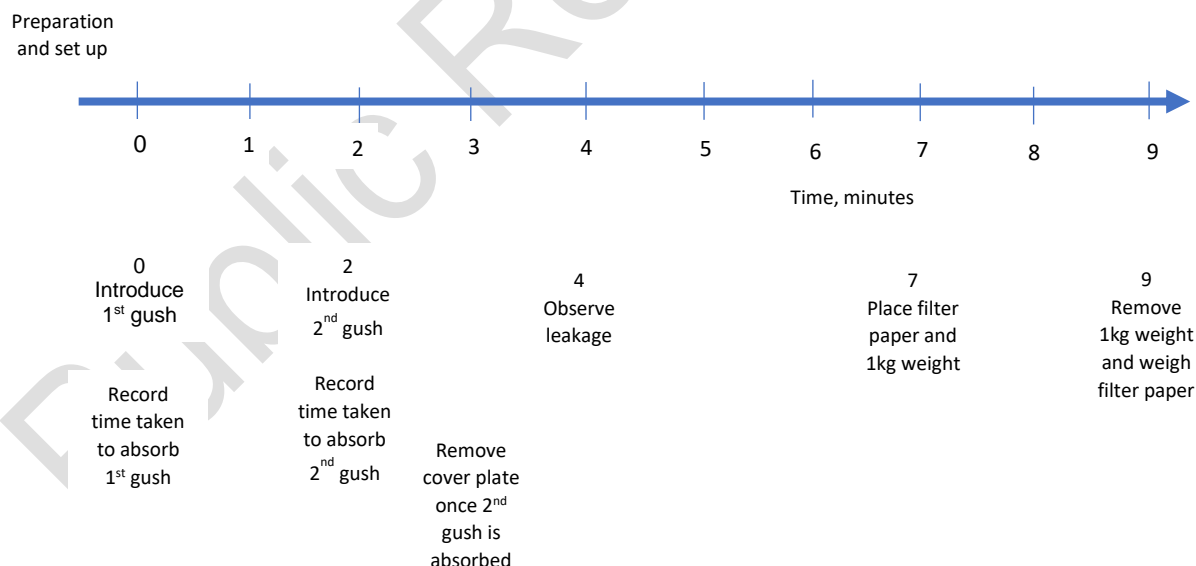 Preparation
and set up
0 1 2 3 4 5 6 7 8 9
Time, minutes
0
Introduce
1st gush
Record
time taken
to absorb
1st gush
2
Introduce
2nd gush
Record
time taken
to absorb
2nd gush
Remove
cover plate
once 2nd
gush is
absorbed
4
Observe
leakage
7
Place filter
paper and
1kg weight
9
Remove
1kg weight
and weigh
filter paper
Public